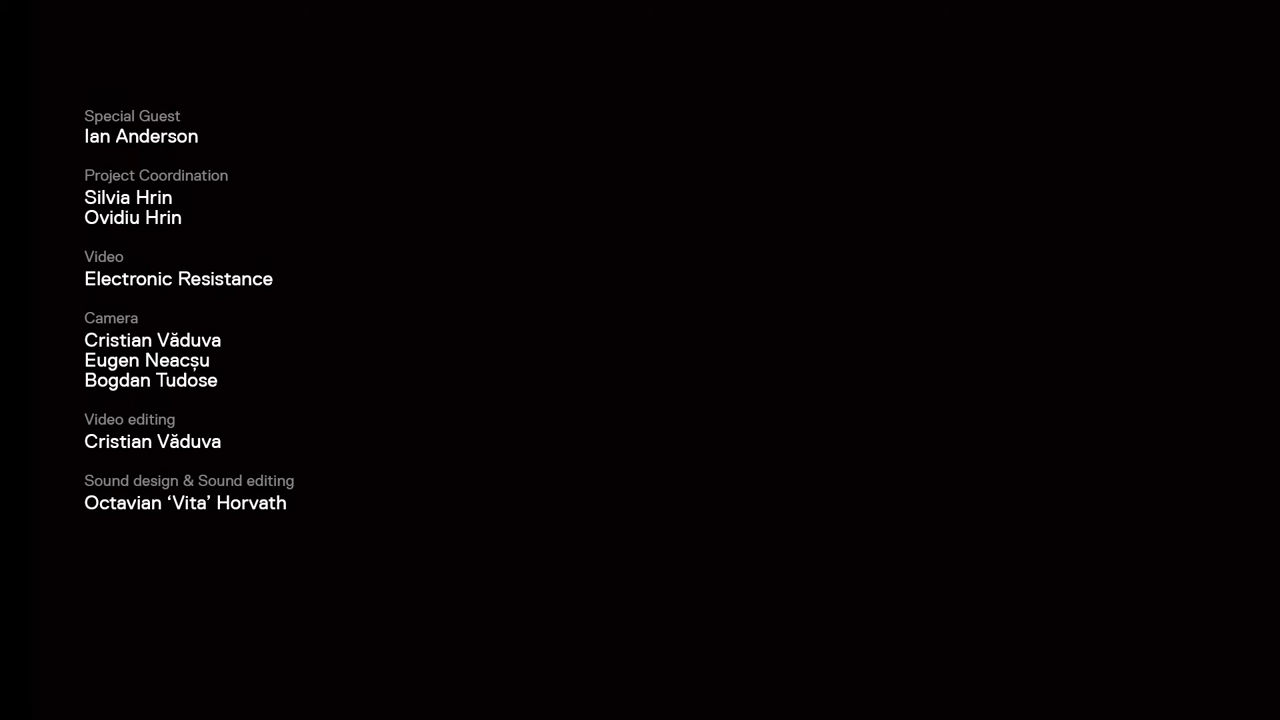 Special Guest
Ian Anderson
Project Coordination
Silvia Hrin
Ovidiu Hrin
Video
Electronic Resistance
Camera
Cristian Văduva
Eugen Neacșu
Bogdan Tudose
Video editing
Cristian Văduva
Sound design & Sound editing
Octavian ‘Vita’ Horvath